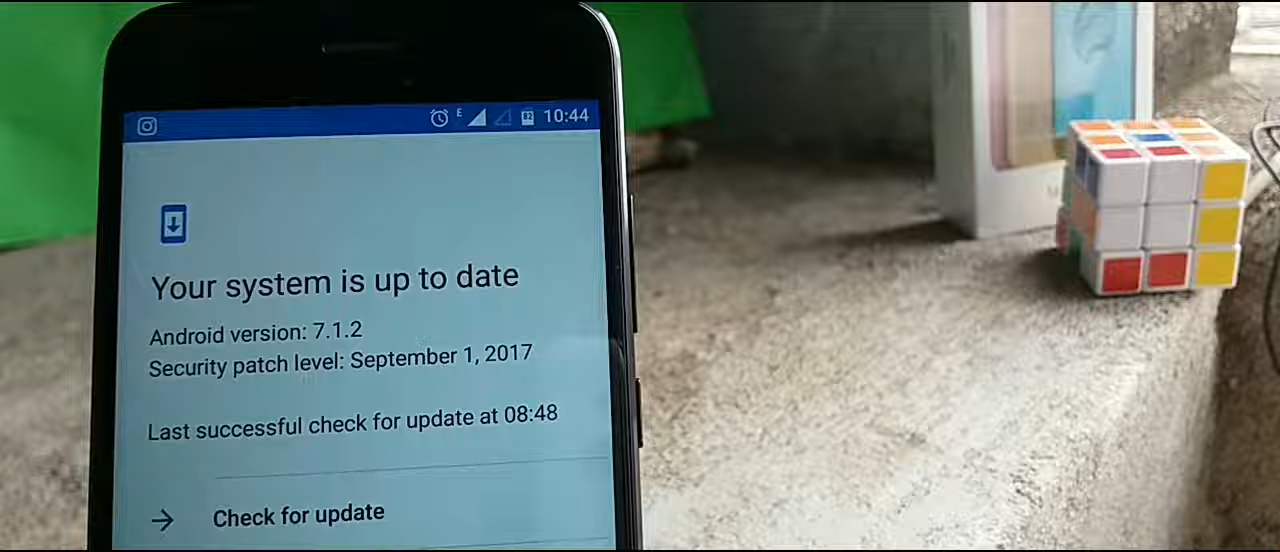 E 82 10:44
Your system is up to date
Android version: 7.1.2
Security patch level: September 1, 2017
Last successful check for update at 08:48
Check for update